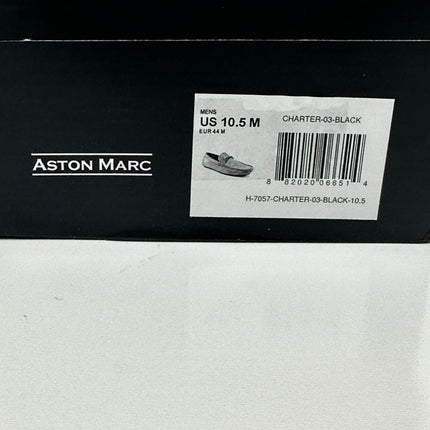 ASTON MARC
MENS
US 10.5 M
EUR 44 M
CHARTER-03-BLACK
8 82020 06651 4
H-7057-CHARTER-03-BLACK-10.5